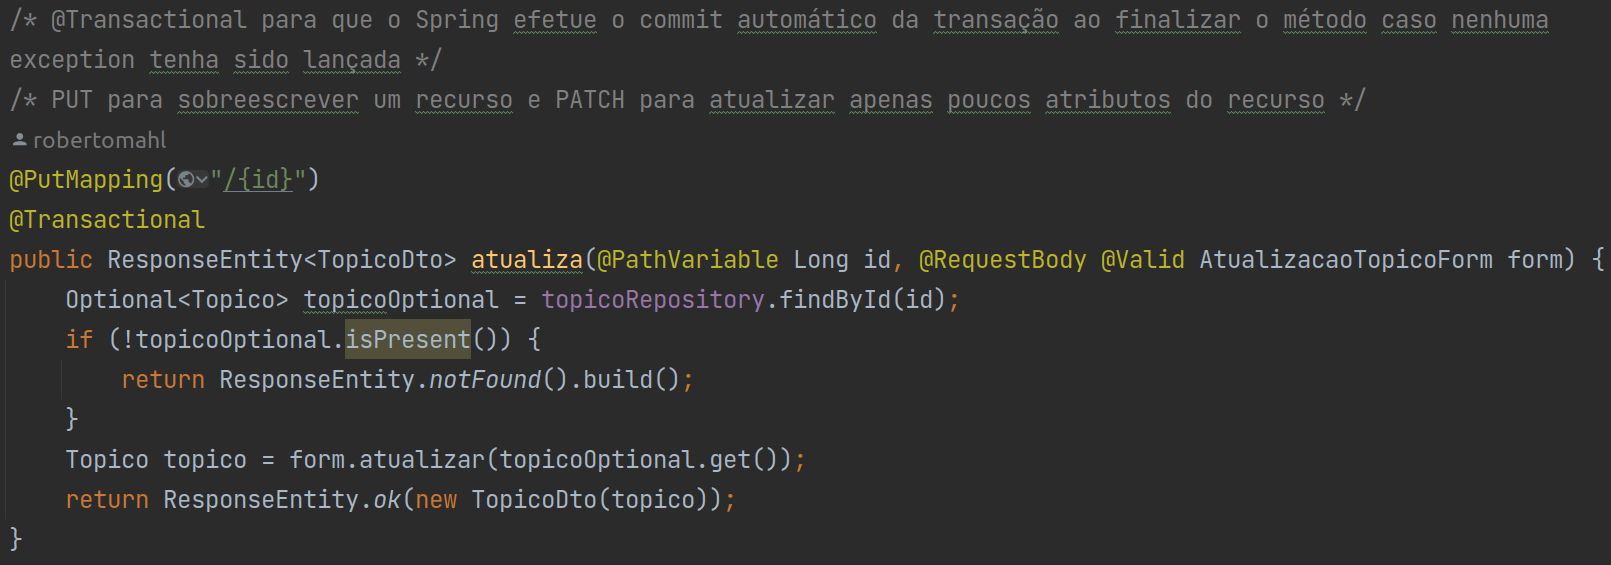 /* @Transactional para que o Spring efetue o commit automático da transação ao finalizar o método caso nenhuma
exception tenha sido lançada */
/* PUT para sobreescrever um recurso e PATCH para atualizar apenas poucos atributos do recurso */
robertomahl
@PutMapping("/{id}")
@Transactional
public ResponseEntity<TopicoDto> atualiza(@PathVariable Long id, @RequestBody @Valid AtualizacaoTopicoForm form) {
    Optional<Topico> topicoOptional = topicoRepository.findById(id);
    if (!topicoOptional.isPresent()) {
        return ResponseEntity.notFound().build();
    }
    Topico topico = form.atualizar(topicoOptional.get());
    return ResponseEntity.ok(new TopicoDto(topico));
}